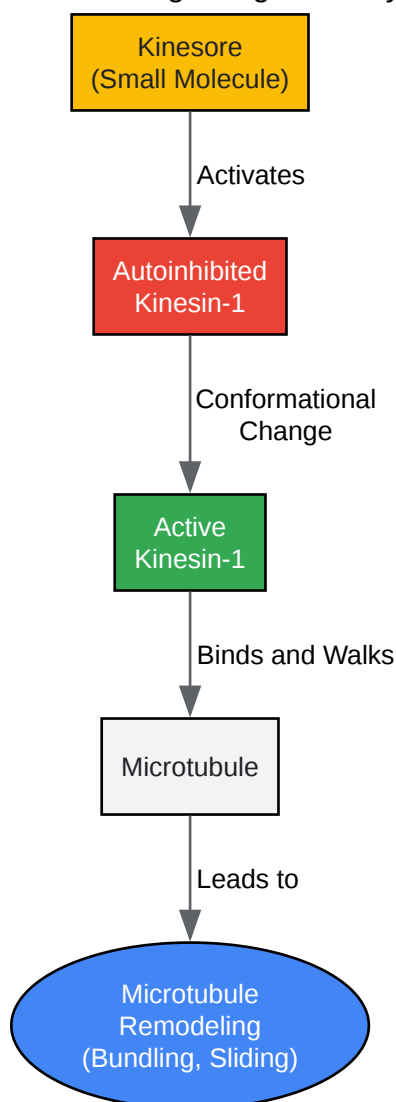 Kinesore
(Small Molecule)
Activates
Autoinhibited
Kinesin-1
Conformational
Change
Active
Kinesin-1
Binds and Walks
Microtubule
Leads to
Microtubule
Remodeling
(Bundling, Sliding)